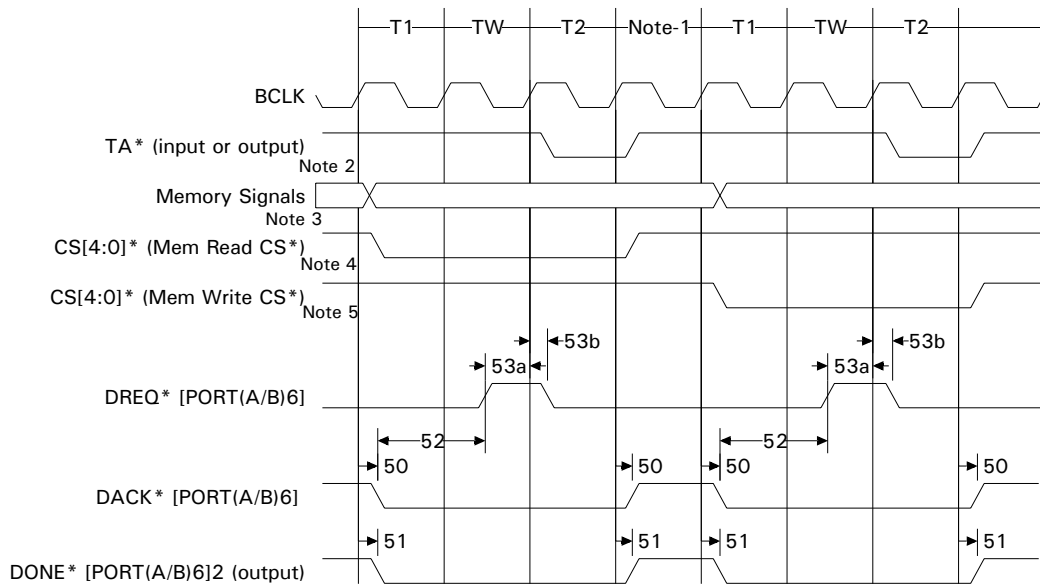 T1 TW T2 Note-1 T1 TW T2
BCLK
TA* (input or output)
Note 2
Memory Signals
Note 3
CS[4:0]* (Mem Read CS*)
Note 4
CS[4:0]* (Mem Write CS*)
Note 5
53b 53b
53a 53a
DREQ* [PORT(A/B)6]
52 52
50 50 50 50
DACK* [PORT(A/B)6]
51 51 51 51
DONE* [PORT(A/B)6]2 (output)